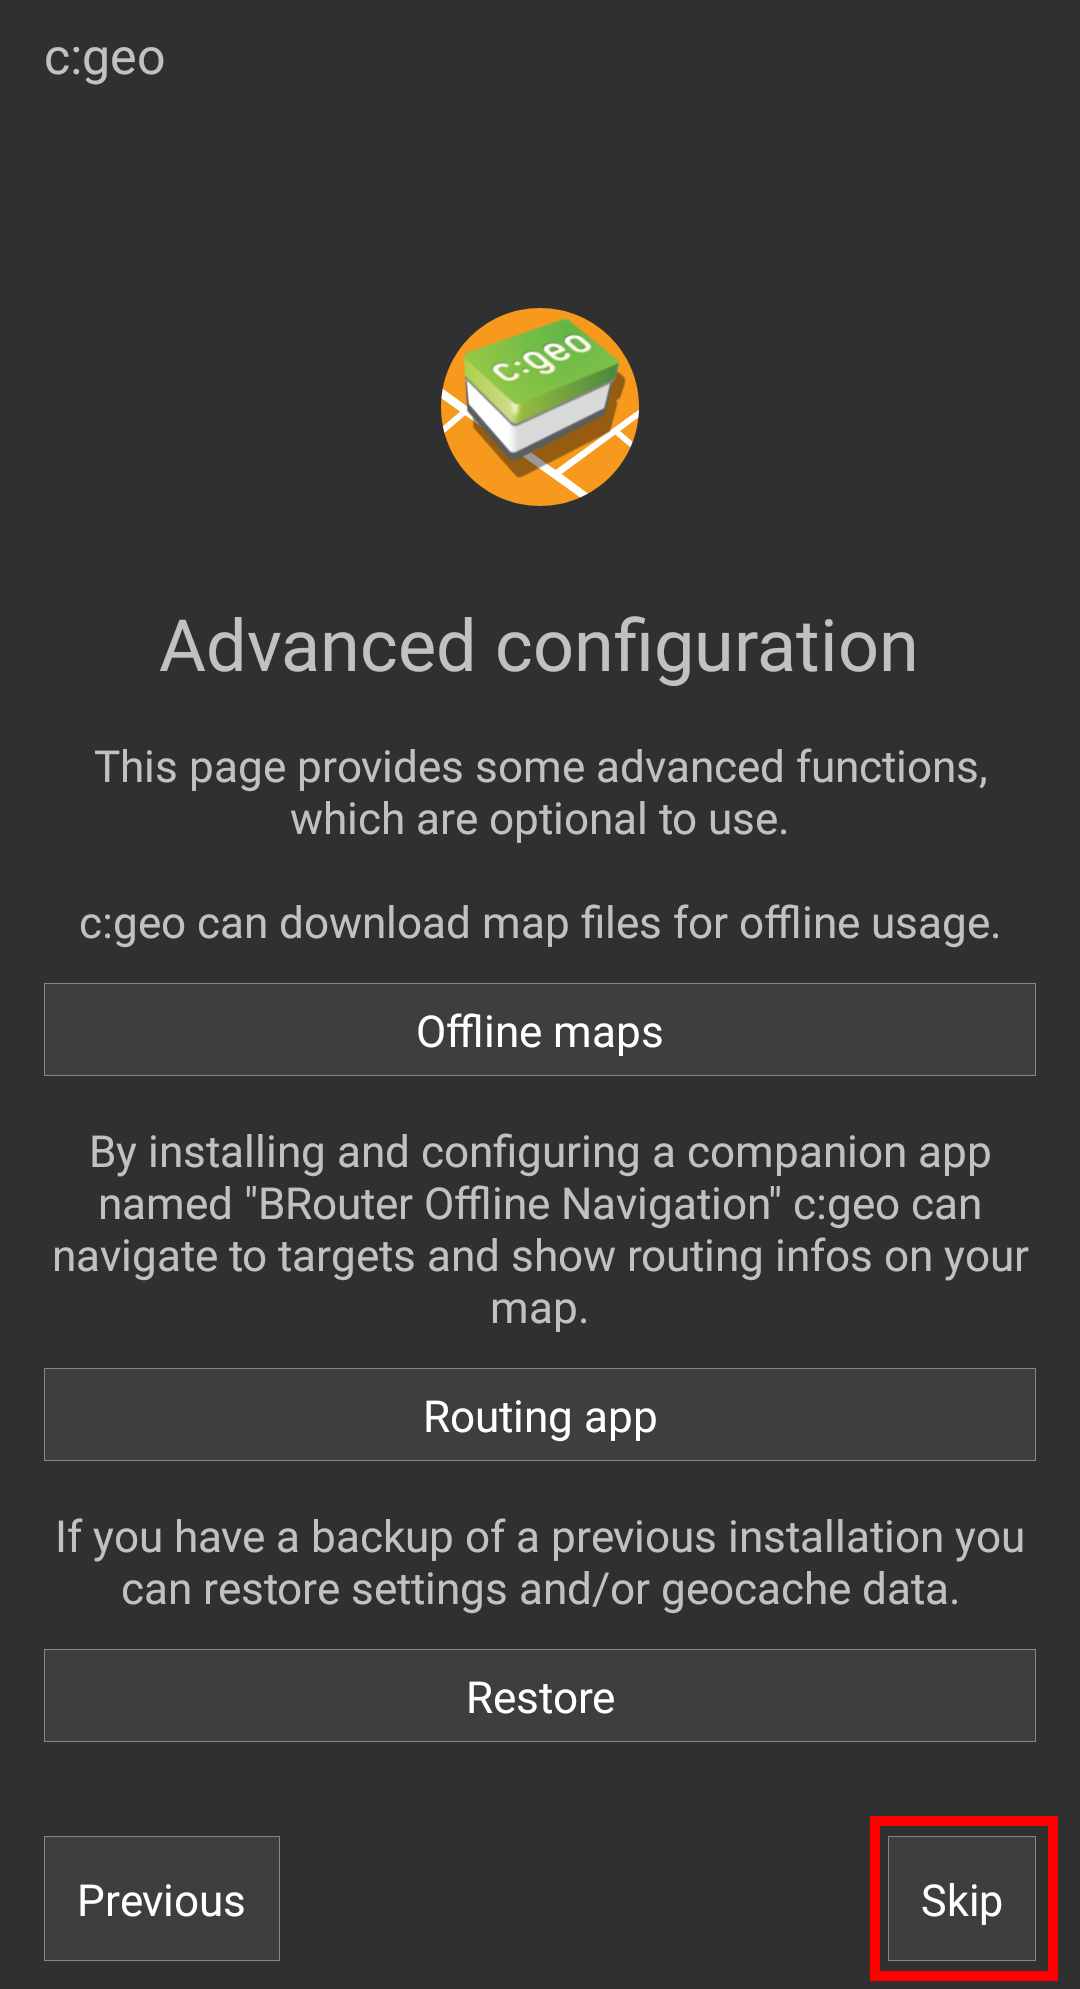 c:geo
c:geo
Advanced configuration
This page provides some advanced functions,
which are optional to use.
c:geo can download map files for offline usage.
Offline maps
By installing and configuring a companion app
named "BRouter Offline Navigation" c:geo can
navigate to targets and show routing infos on your
map.
Routing app
If you have a backup of a previous installation you
can restore settings and/or geocache data.
Restore
Previous
Skip